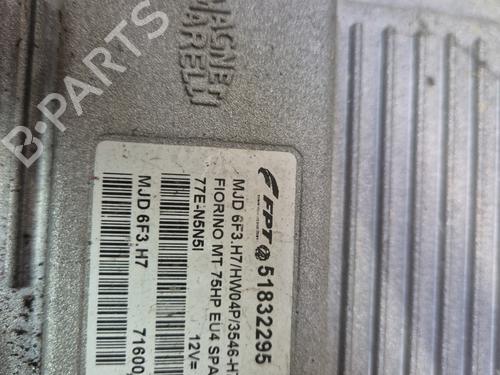 MAGNETI
MARELLI
FPT 51832295
MJD 6F3.H7/HW04P/3546-H
FIORINO MT 75HP EU4 SPA
77E-N5N5I
12V=
MJD 6F3.H7
71600
B-PARTS